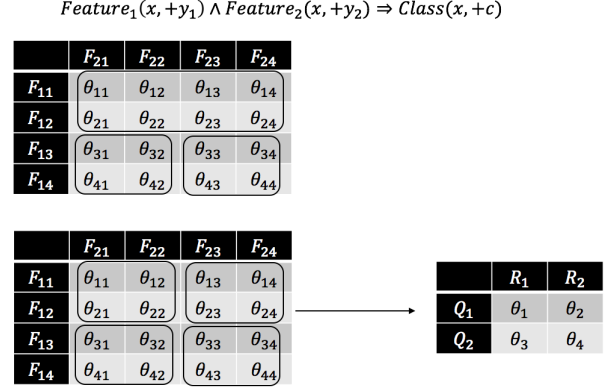 Feature₁(x, +y₁) ∧ Feature₂(x, +y₂) ⇒ Class(x, +c)
F₂₁ F₂₂ F₂₃ F₂₄
F₁₁ θ₁₁ θ₁₂ θ₁₃ θ₁₄
F₁₂ θ₂₁ θ₂₂ θ₂₃ θ₂₄
F₁₃ θ₃₁ θ₃₂ θ₃₃ θ₃₄
F₁₄ θ₄₁ θ₄₂ θ₄₃ θ₄₄
F₂₁ F₂₂ F₂₃ F₂₄
F₁₁ θ₁₁ θ₁₂ θ₁₃ θ₁₄
F₁₂ θ₂₁ θ₂₂ θ₂₃ θ₂₄
F₁₃ θ₃₁ θ₃₂ θ₃₃ θ₃₄
F₁₄ θ₄₁ θ₄₂ θ₄₃ θ₄₄
R₁ R₂
Q₁ θ₁ θ₂
Q₂ θ₃ θ₄